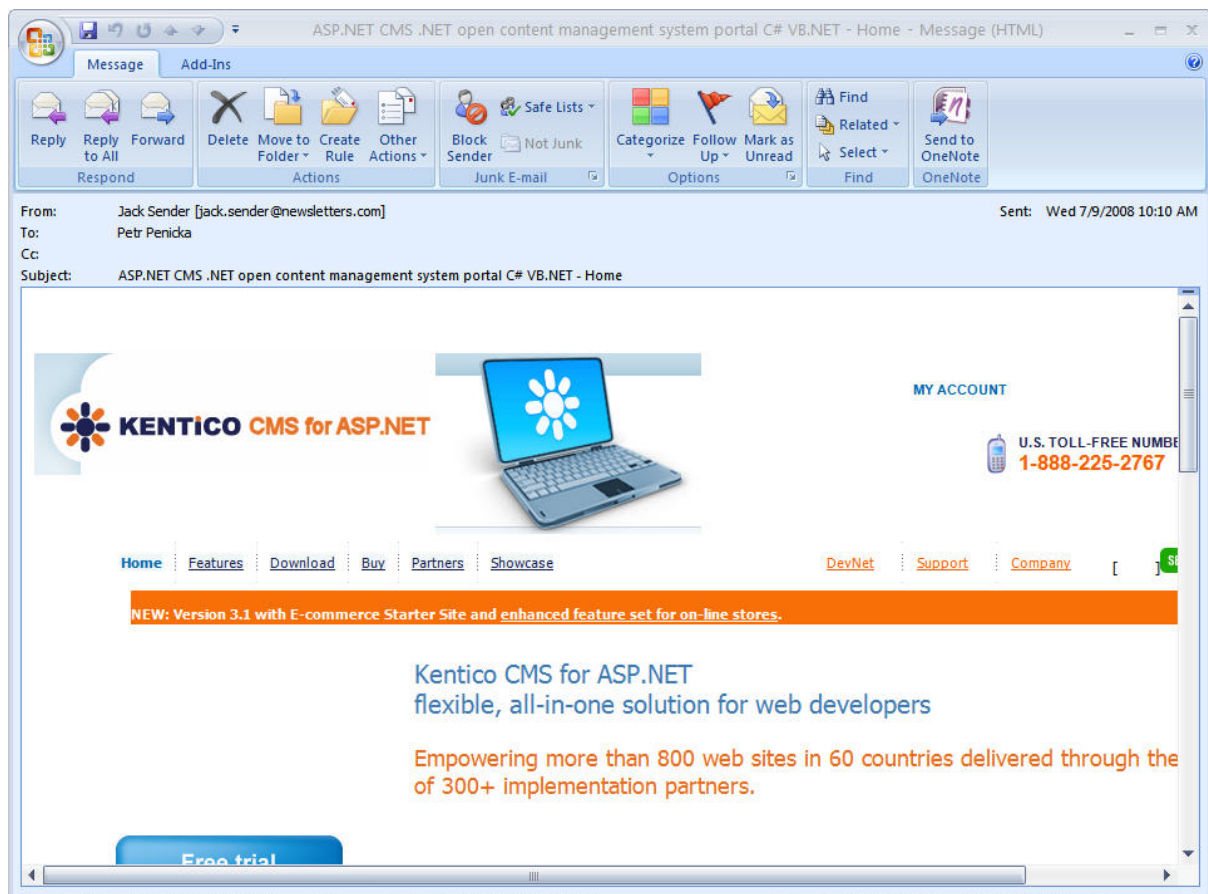 ASP.NET CMS .NET open content management system portal C# VB.NET - Home - Message (HTML)
Message Add-Ins
Reply
Reply to All
Forward
Respond
Delete
Move to Folder
Create Rule
Other Actions
Actions
Block Sender
Safe Lists
Not Junk
Junk E-mail
Categorize
Follow Up
Mark as Unread
Options
Find
Related
Select
Find
Send to OneNote
OneNote
From: Jack Sender [jack.sender@newsletters.com] Sent: Wed 7/9/2008 10:10 AM
To: Petr Penicka
Cc:
Subject: ASP.NET CMS .NET open content management system portal C# VB.NET - Home
KENTiCO CMS for ASP.NET
MY ACCOUNT
U.S. TOLL-FREE NUMBE
1-888-225-2767
Home Features Download Buy Partners Showcase DevNet Support Company [ ]
NEW: Version 3.1 with E-commerce Starter Site and enhanced feature set for on-line stores.
Kentico CMS for ASP.NET
flexible, all-in-one solution for web developers
Empowering more than 800 web sites in 60 countries delivered through the
of 300+ implementation partners.
Free trial